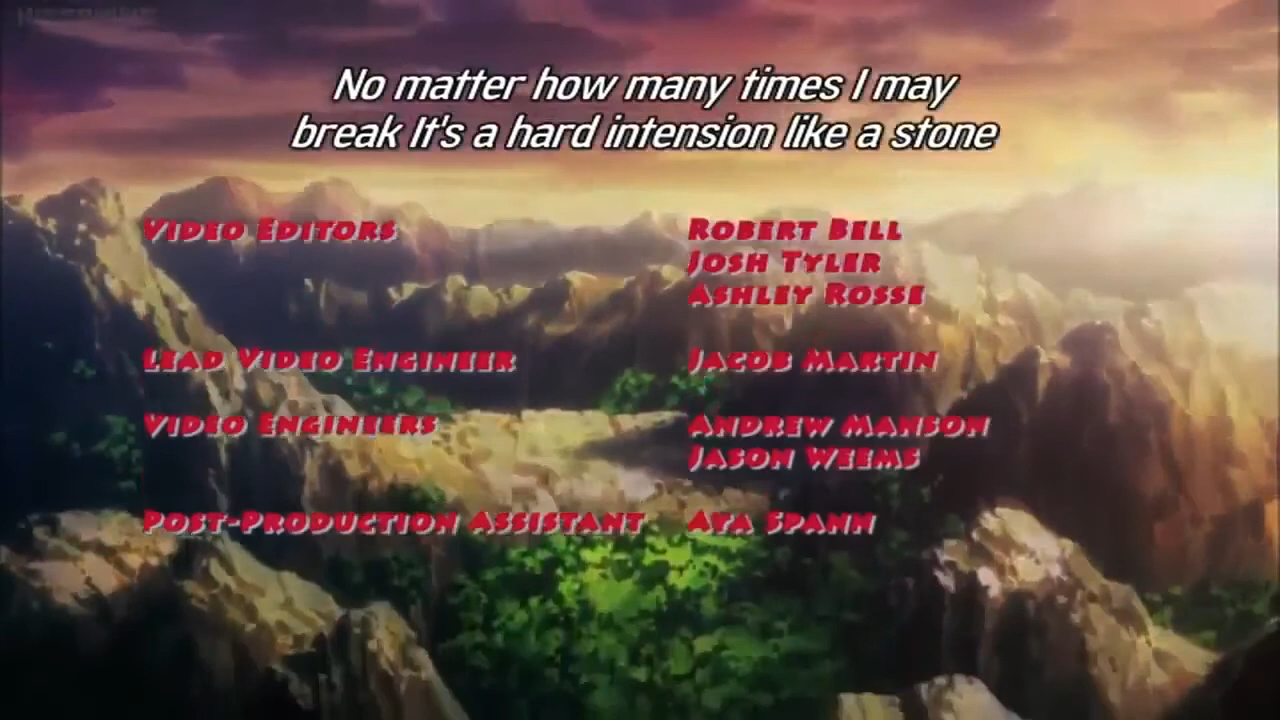 No matter how many times I may
break It's a hard intension like a stone
Video Editors Robert Bell
Josh Tyler
Ashley Rosse
Lead Video Engineer Jacob Martin
Video Engineers Andrew Manson
Jason Weems
Post-Production Assistant Aya Spann